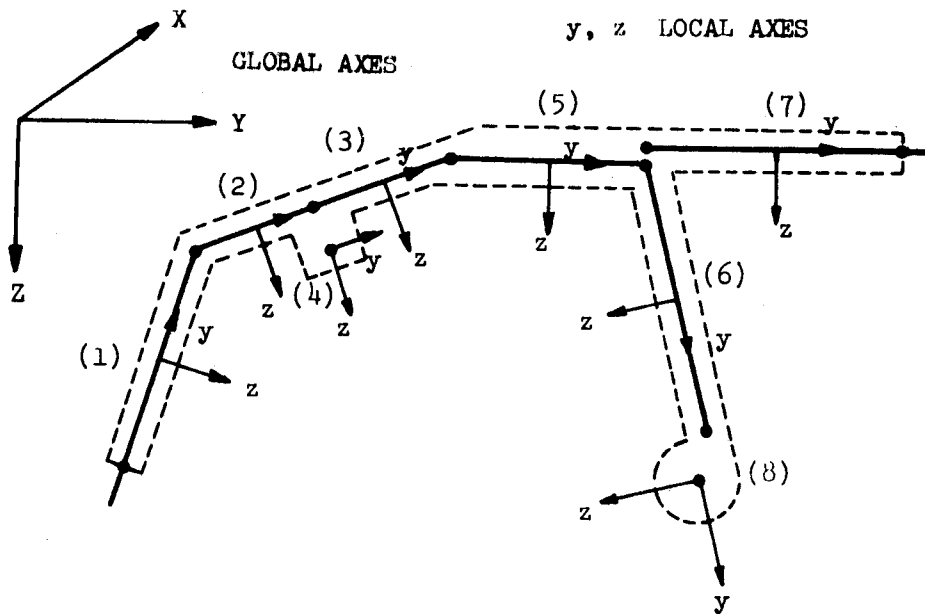 X
y, z LOCAL AXES
GLOBAL AXES
Y
Z
(5)
(7)
(3)
y
y
y
(2)
z
z
z
z
(4)
y
z
(6)
z
y
(1)
y
z
(8)
z
y